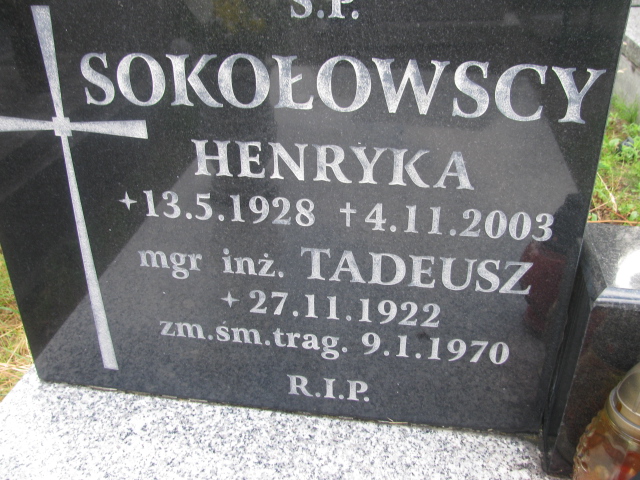 Ś.P.
SOKOŁOWSCY
HENRYKA
13.5.1928 † 4.11.2003
mgr inż. TADEUSZ
27.11.1922
zm.śm.trag. 9.1.1970
R.I.P.